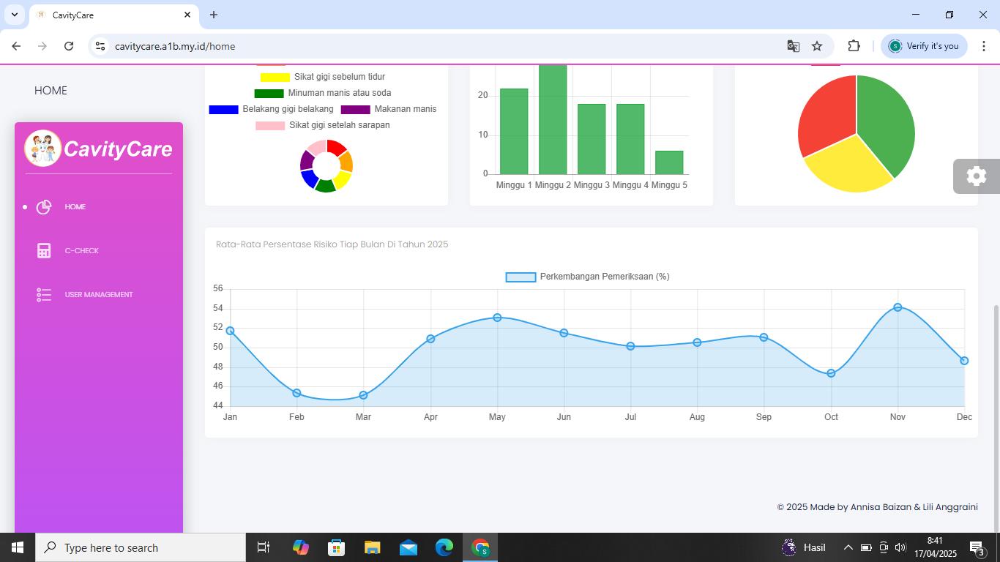 CavityCare
cavitycare.a1b.my.id/home
Verify it's you
HOME
CavityCare
HOME
C-CHECK
USER MANAGEMENT
Sikat gigi sebelum tidur
Minuman manis atau soda
Belakang gigi belakang Makanan manis
Sikat gigi setelah sarapan
20
10
0
Minggu 1 Minggu 2 Minggu 3 Minggu 4 Minggu 5
Rata-Rata Persentase Risiko Tiap Bulan Di Tahun 2025
Perkembangan Pemeriksaan (%)
56
54
52
50
48
46
44
Jan Feb Mar Apr May Jun Jul Aug Sep Oct Nov Dec
© 2025 Made by Annisa Baizan & Lili Anggraini
Type here to search
Hasil
8:41
17/04/2025
3